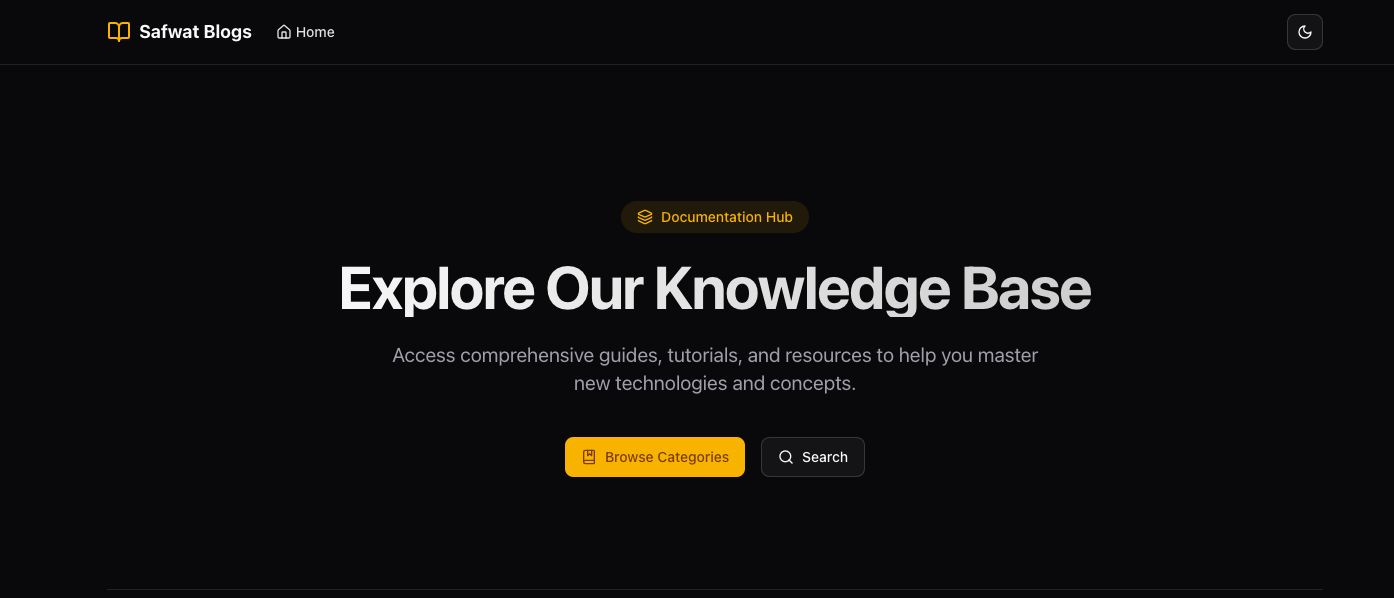 Safwat Blogs
Home
Documentation Hub
Explore Our Knowledge Base
Access comprehensive guides, tutorials, and resources to help you master
new technologies and concepts.
Browse Categories
Search